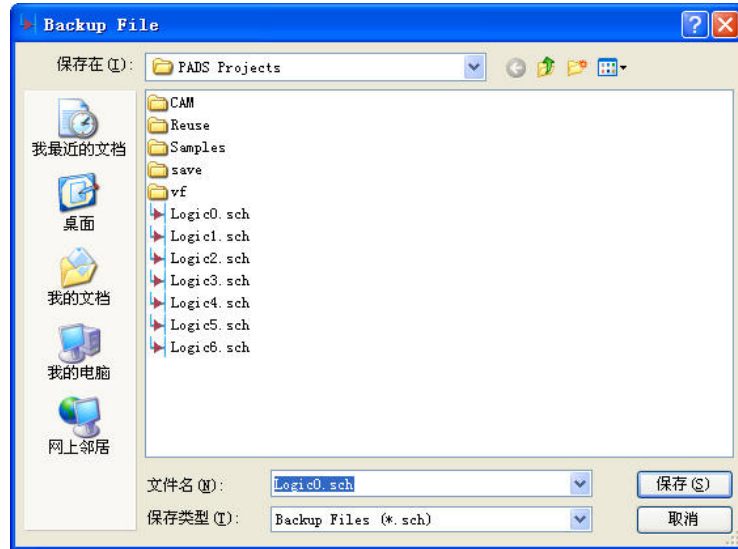 Backup File
保存在(I):
PADS Projects
我最近的文档
桌面
我的文档
我的电脑
网上邻居
CAM
Reuse
Samples
save
vf
Logic0.sch
Logic1.sch
Logic2.sch
Logic3.sch
Logic4.sch
Logic5.sch
Logic6.sch
文件名(N):
Logic0.sch
保存(S)
保存类型(T):
Backup Files (*.sch)
取消